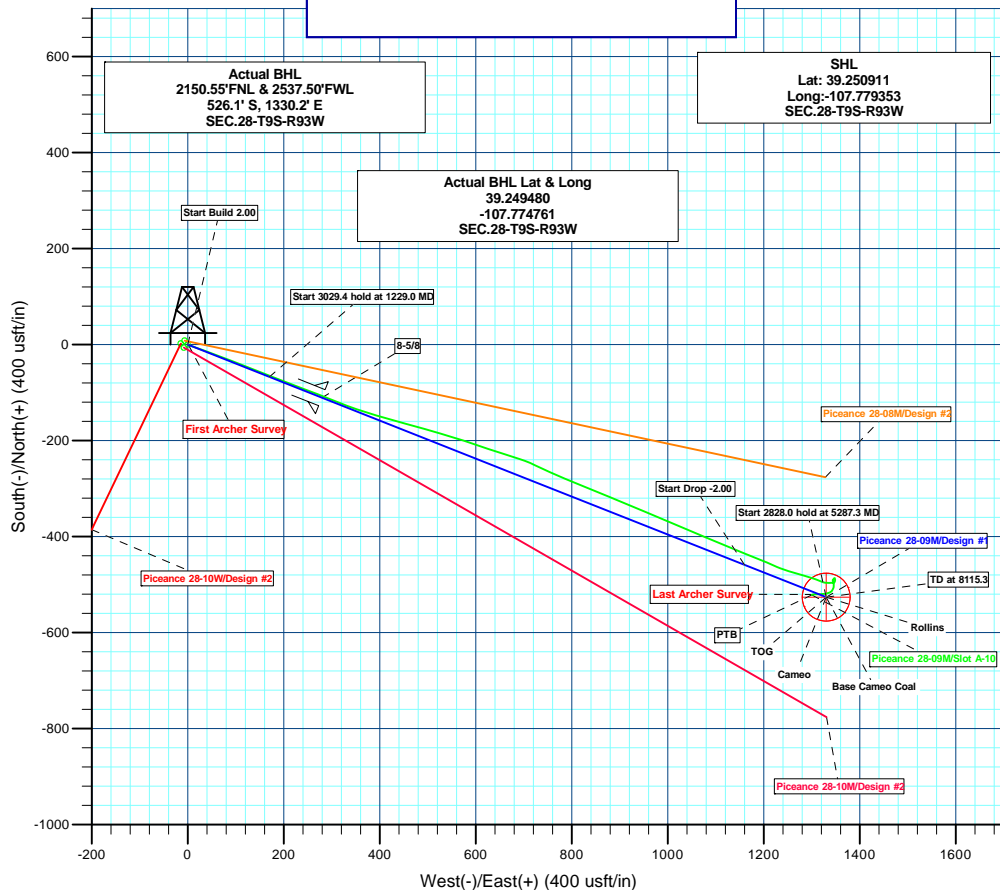 Actual BHL
2150.55'FNL & 2537.50'FWL
526.1' S, 1330.2' E
SEC.28-T9S-R93W
SHL
Lat: 39.250911
Long:-107.779353
SEC.28-T9S-R93W
Actual BHL Lat & Long
39.249480
-107.774761
SEC.28-T9S-R93W
Start Build 2.00
Start 3029.4 hold at 1229.0 MD
8-5/8
First Archer Survey
Piceance 28-08M/Design #2
Start Drop -2.00
Start 2828.0 hold at 5287.3 MD
Piceance 28-09M/Design #1
Piceance 28-10W/Design #2
TD at 8115.3
Last Archer Survey
Rollins
PTB
TOG
Piceance 28-09M/Slot A-10
Cameo
Base Cameo Coal
Piceance 28-10M/Design #2
South(-)/North(+) (400 usft/in)
600
400
200
0
-200
-400
-600
-800
-1000
-200
0
200
400
600
800
1000
1200
1400
1600
West(-)/East(+) (400 usft/in)